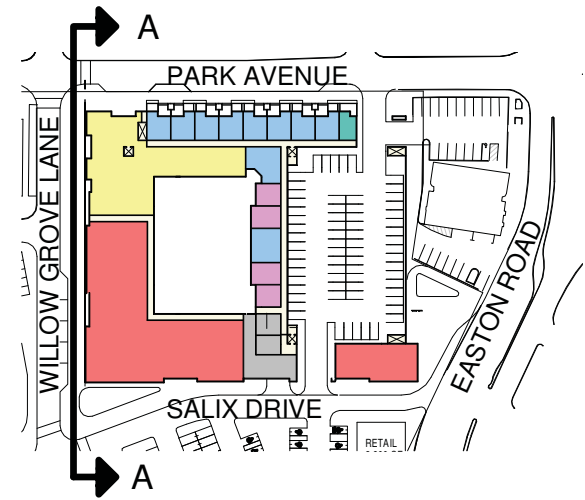 A
PARK AVENUE
WILLOW GROVE LANE
EASTON ROAD
SALIX DRIVE
RETAIL
A